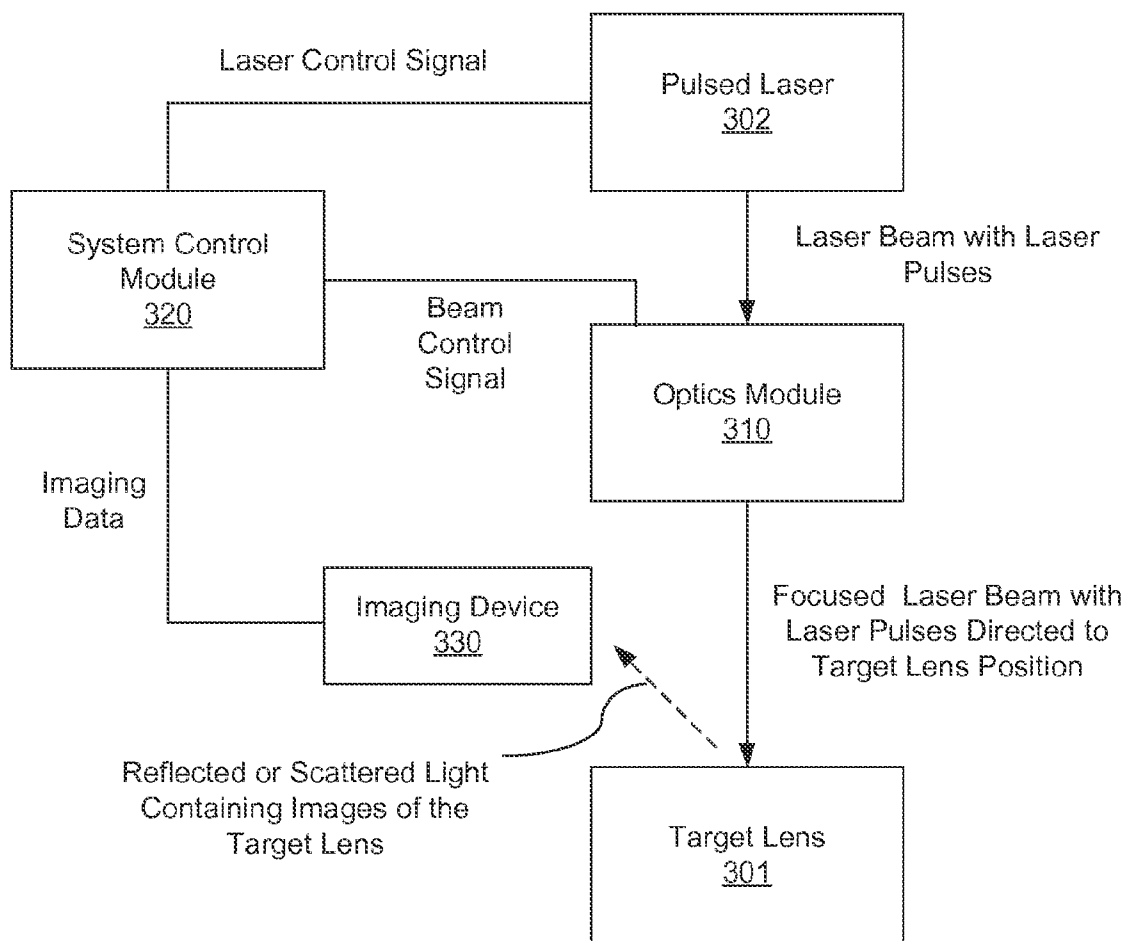 Laser Control Signal
Pulsed Laser
302
System Control
Module
320
Laser Beam with Laser
Pulses
Beam
Control
Signal
Optics Module
310
Imaging
Data
Imaging Device
330
Focused Laser Beam with
Laser Pulses Directed to
Target Lens Position
Reflected or Scattered Light
Containing Images of the
Target Lens
Target Lens
301